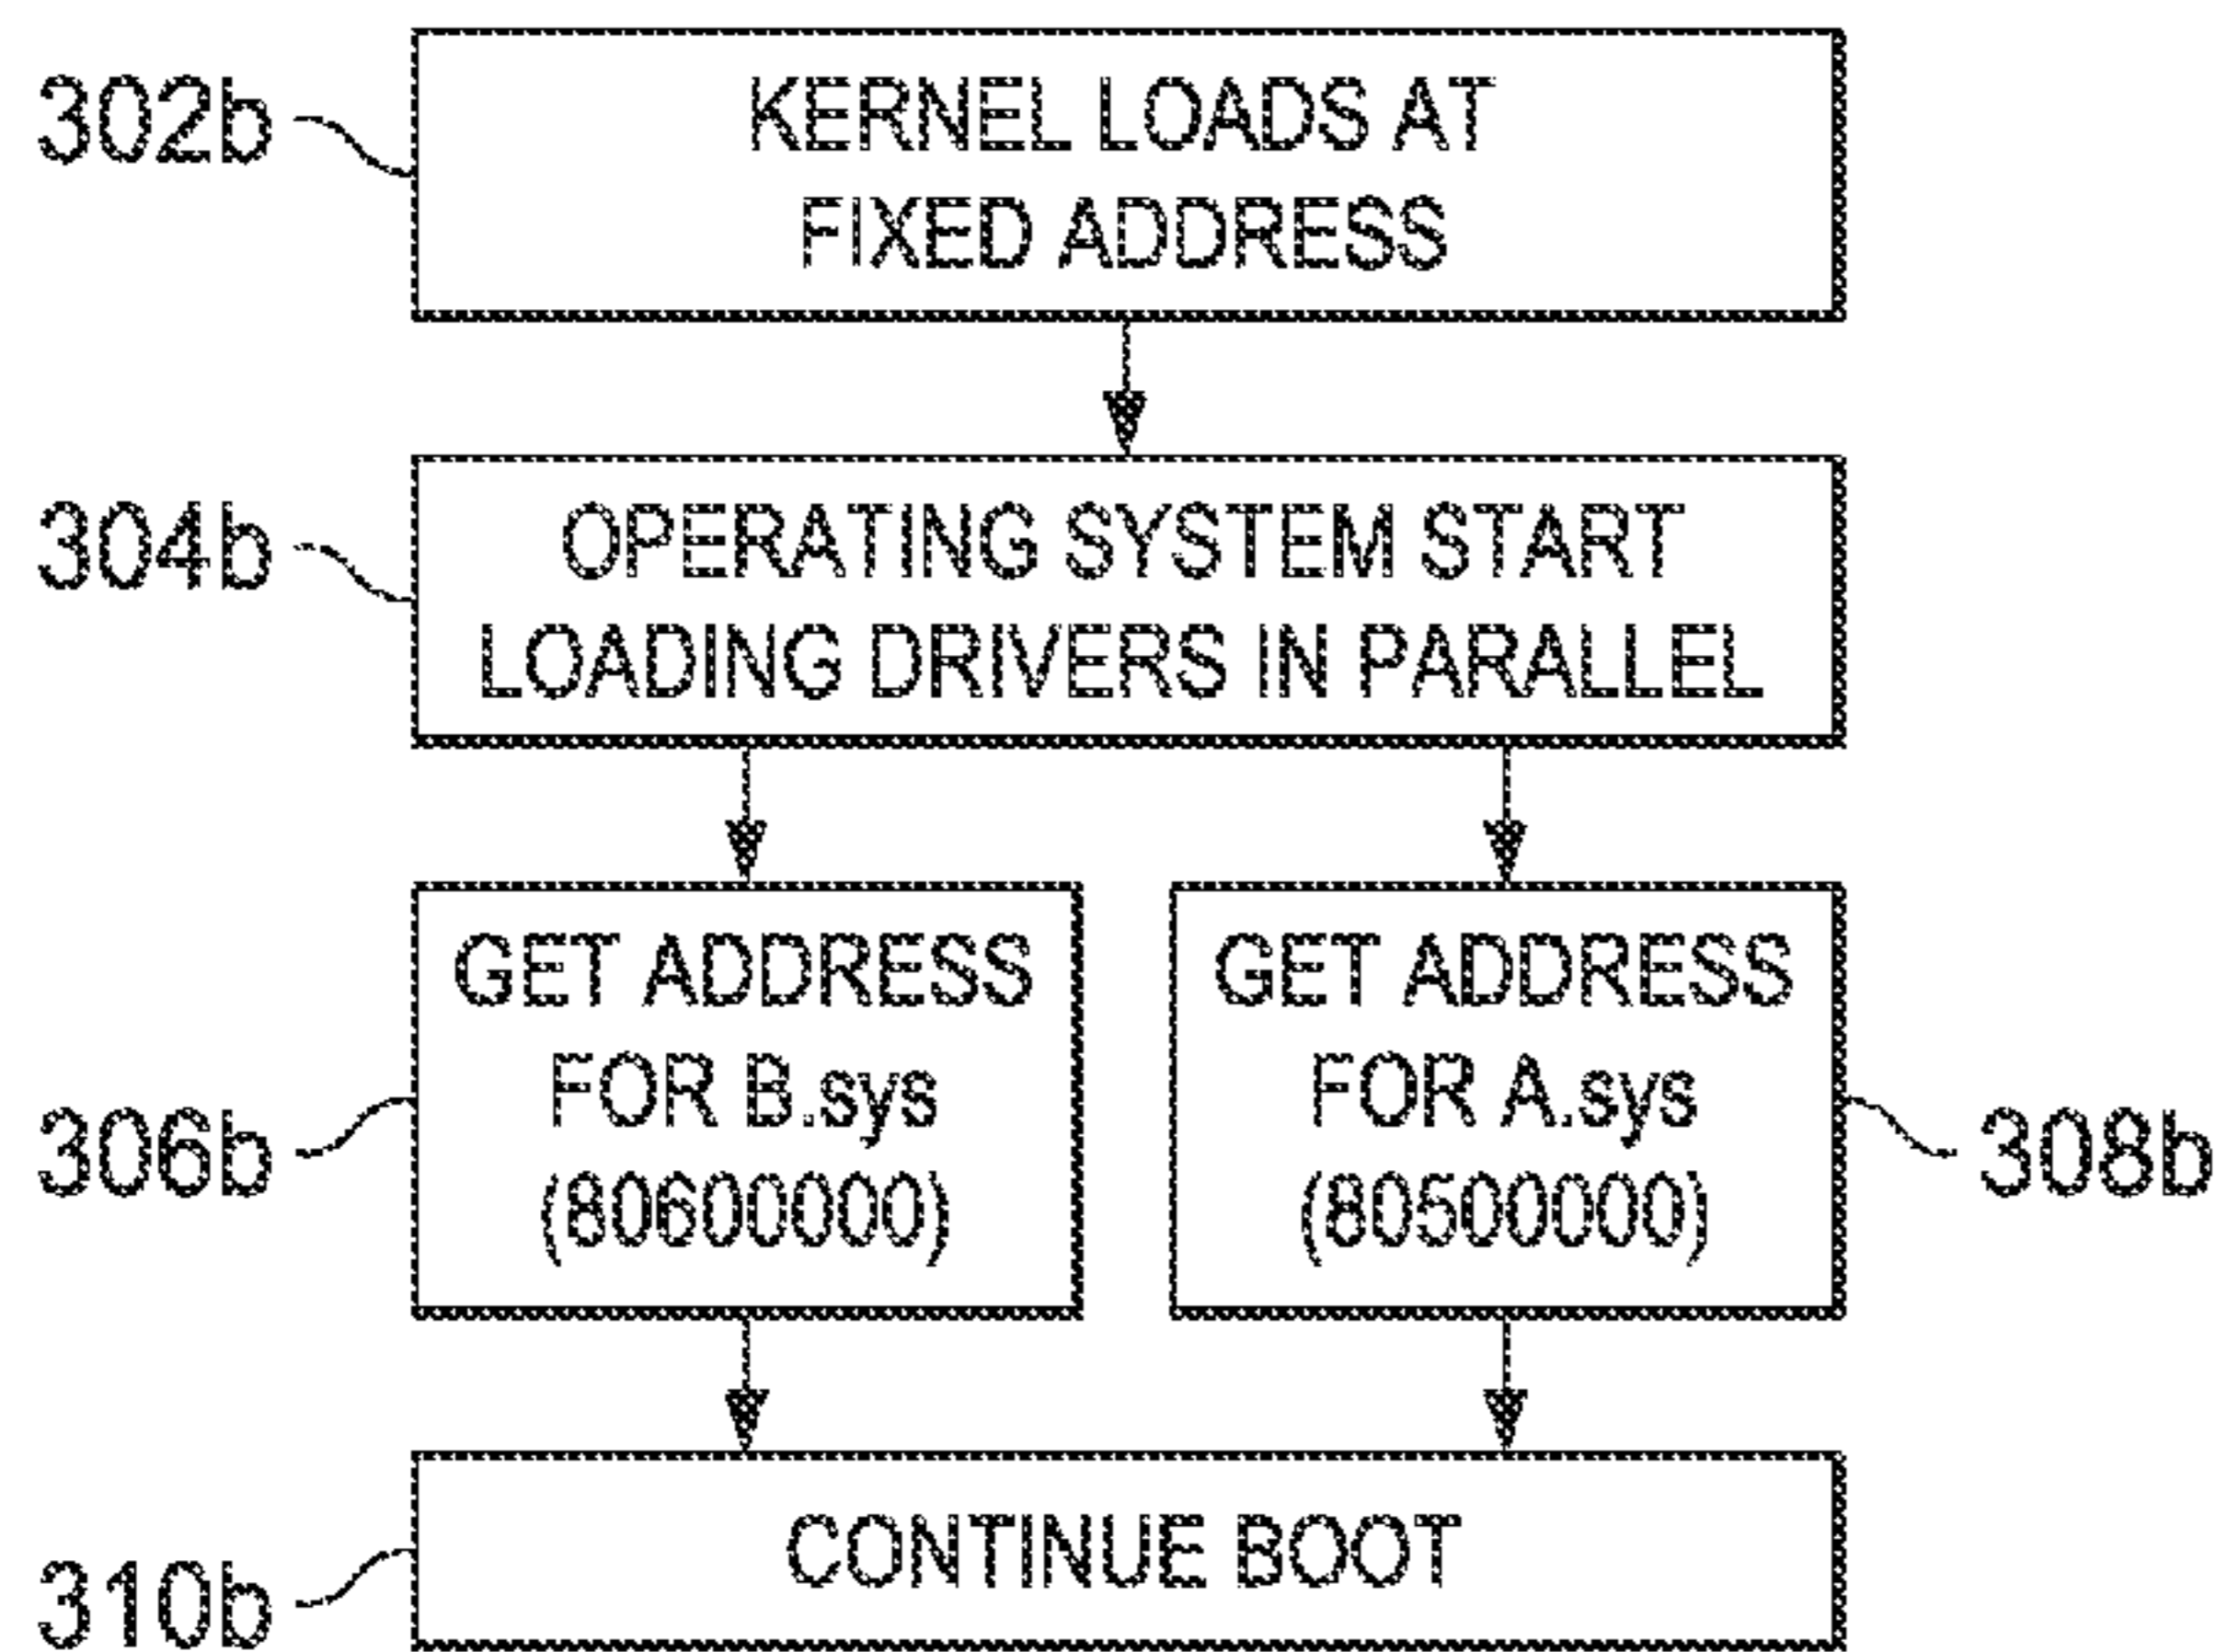 302b
KERNEL LOADS AT
FIXED ADDRESS
304b
OPERATING SYSTEM START
LOADING DRIVERS IN PARALLEL
306b
GET ADDRESS
FOR B.sys
(80600000)
GET ADDRESS
FOR A.sys
(80500000)
308b
310b
CONTINUE BOOT